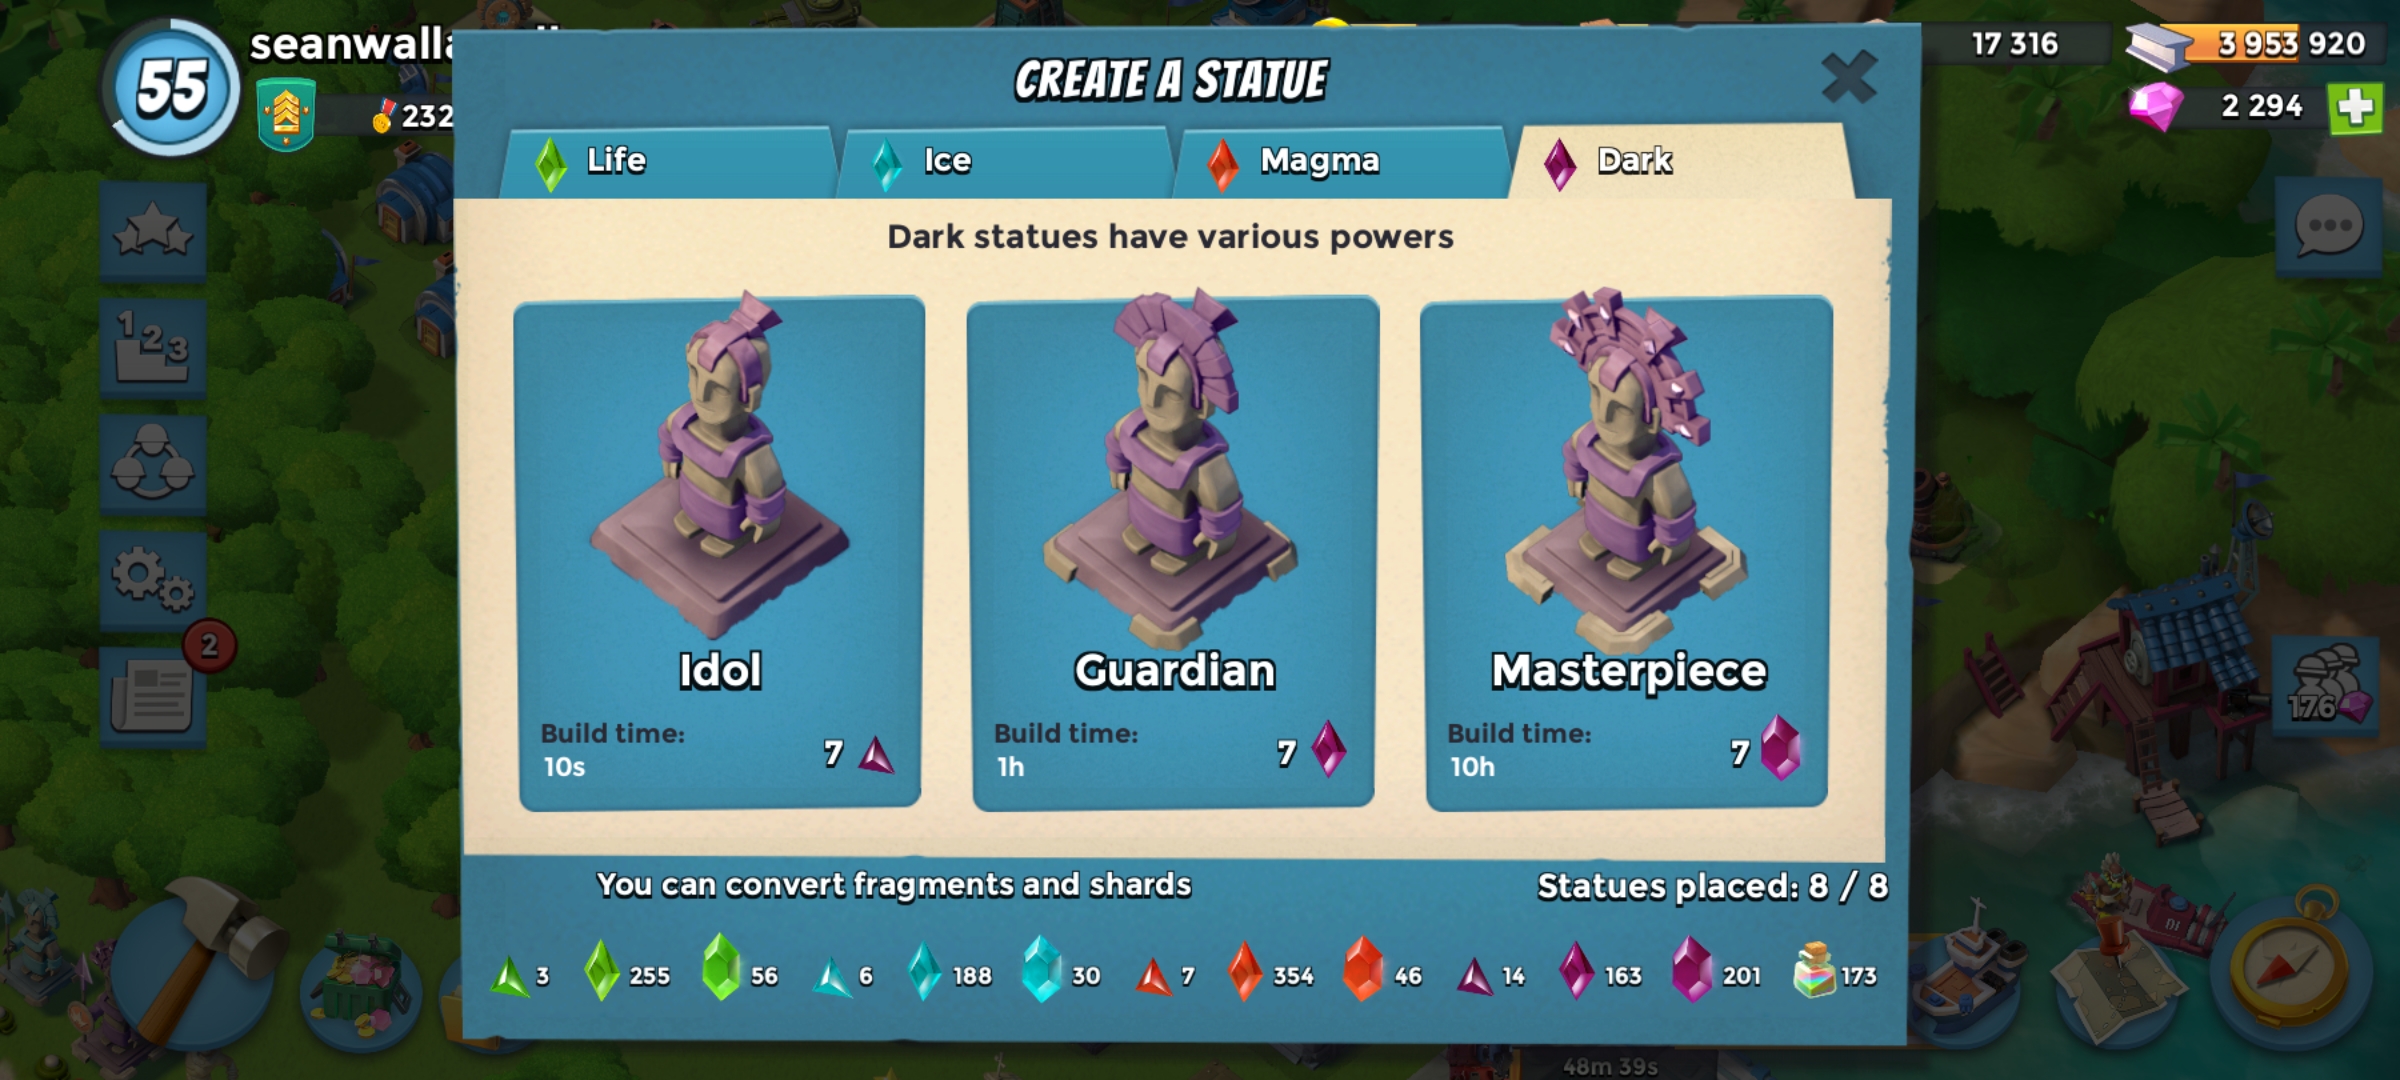 55
seanwalla
232
17 316
3 953 920
2 294
CREATE A STATUE
Life
Ice
Magma
Dark
Dark statues have various powers
Idol
Build time:
10s
7
Guardian
Build time:
1h
7
Masterpiece
Build time:
10h
7
You can convert fragments and shards
Statues placed: 8 / 8
3
255
56
6
188
30
7
354
46
14
163
201
173
1 2 3
2
176
48m 39s